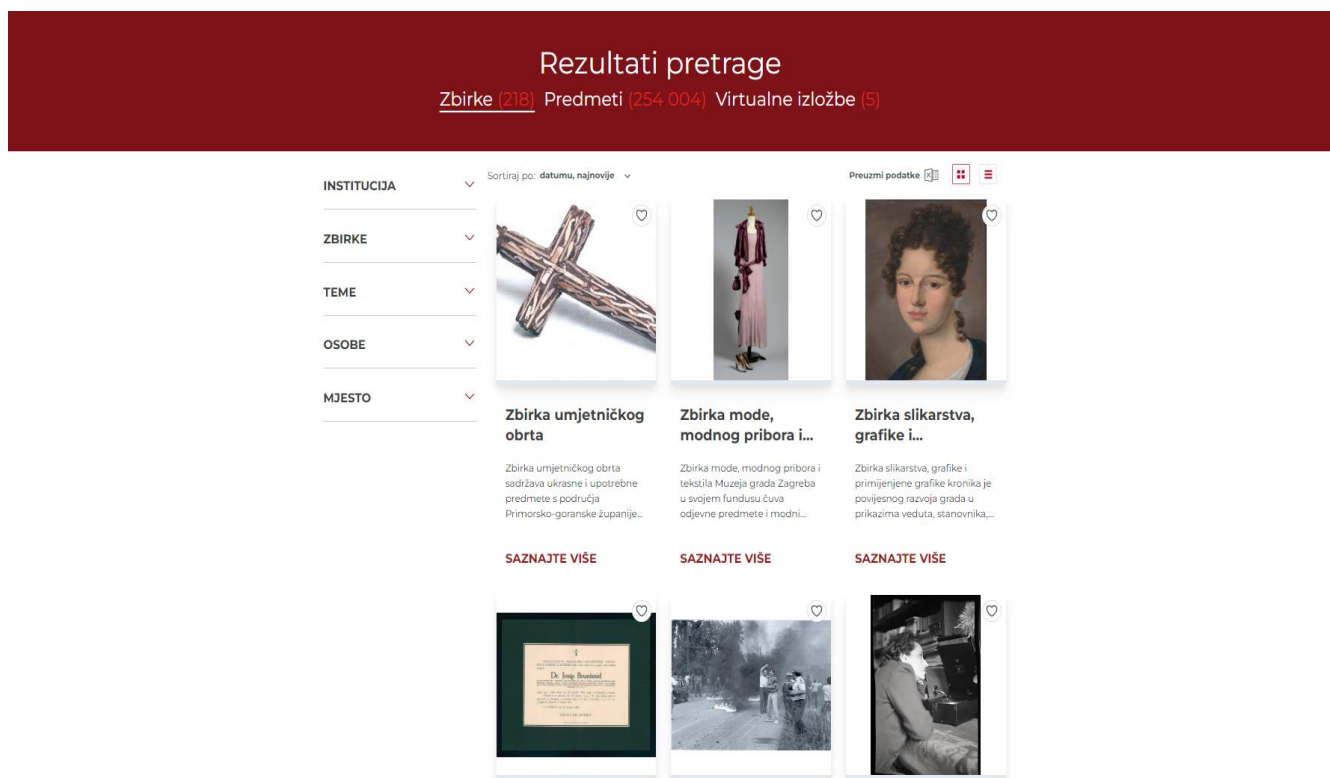 Rezultati pretrage
Zbirke (218) Predmeti (254 004) Virtualne izložbe (5)
INSTITUCIJA
ZBIRKE
TEME
OSOBE
MJESTO
Sortiraj po: datumu, najnovije
Preuzmi podatke
Zbirka umjetničkog
obrta
Zbirka umjetničkog obrta
sadržava ukrasne i upotrebne
predmete s područja
Primorsko-goranske županije...
SAZNAJTE VIŠE
Zbirka mode,
modnog pribora i...
Zbirka mode, modnog pribora i
tekstila Muzeja grada Zagreba
u svojem fundusu čuva
odjevne predmete i modni...
SAZNAJTE VIŠE
Zbirka slikarstva,
grafike i...
Zbirka slikarstva, grafike i
primijenjene grafike kronika je
povijesnog razvoja grada u
prikazima veduta, stanovnika,...
SAZNAJTE VIŠE
Dr. Josip Brunšmid